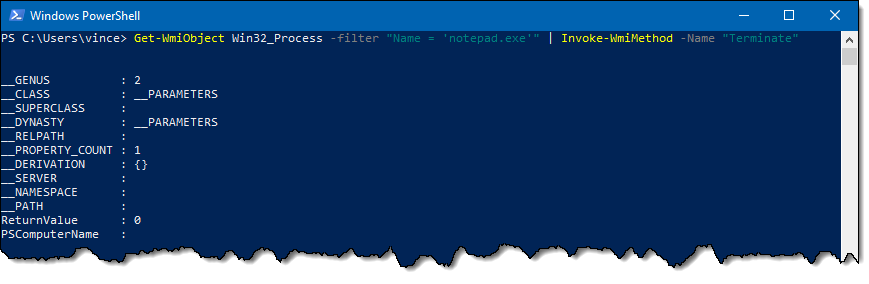 Windows PowerShell
PS C:\Users\vince> Get-WmiObject Win32_Process -filter "Name = 'notepad.exe'" | Invoke-WmiMethod -Name "Terminate"
__GENUS : 2
__CLASS : __PARAMETERS
__SUPERCLASS :
__DYNASTY : __PARAMETERS
__RELPATH :
__PROPERTY_COUNT : 1
__DERIVATION : {}
__SERVER :
__NAMESPACE :
__PATH :
ReturnValue : 0
PSComputerName :